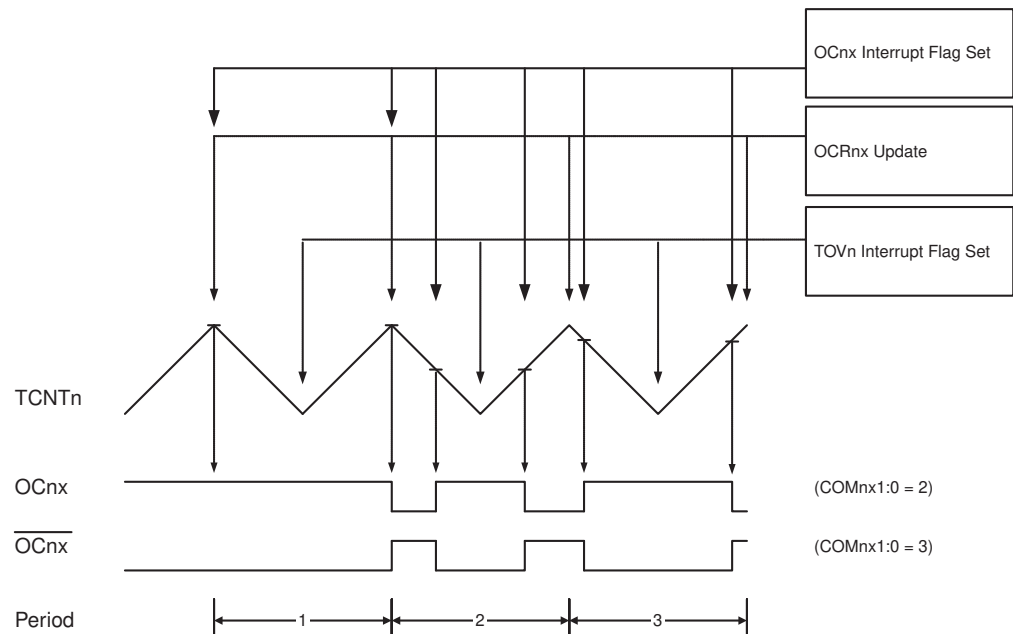 OCnx Interrupt Flag Set
OCRnx Update
TOVn Interrupt Flag Set
TCNTn
OCnx
(COMnx1:0 = 2)
OCnx
(COMnx1:0 = 3)
Period
1
2
3